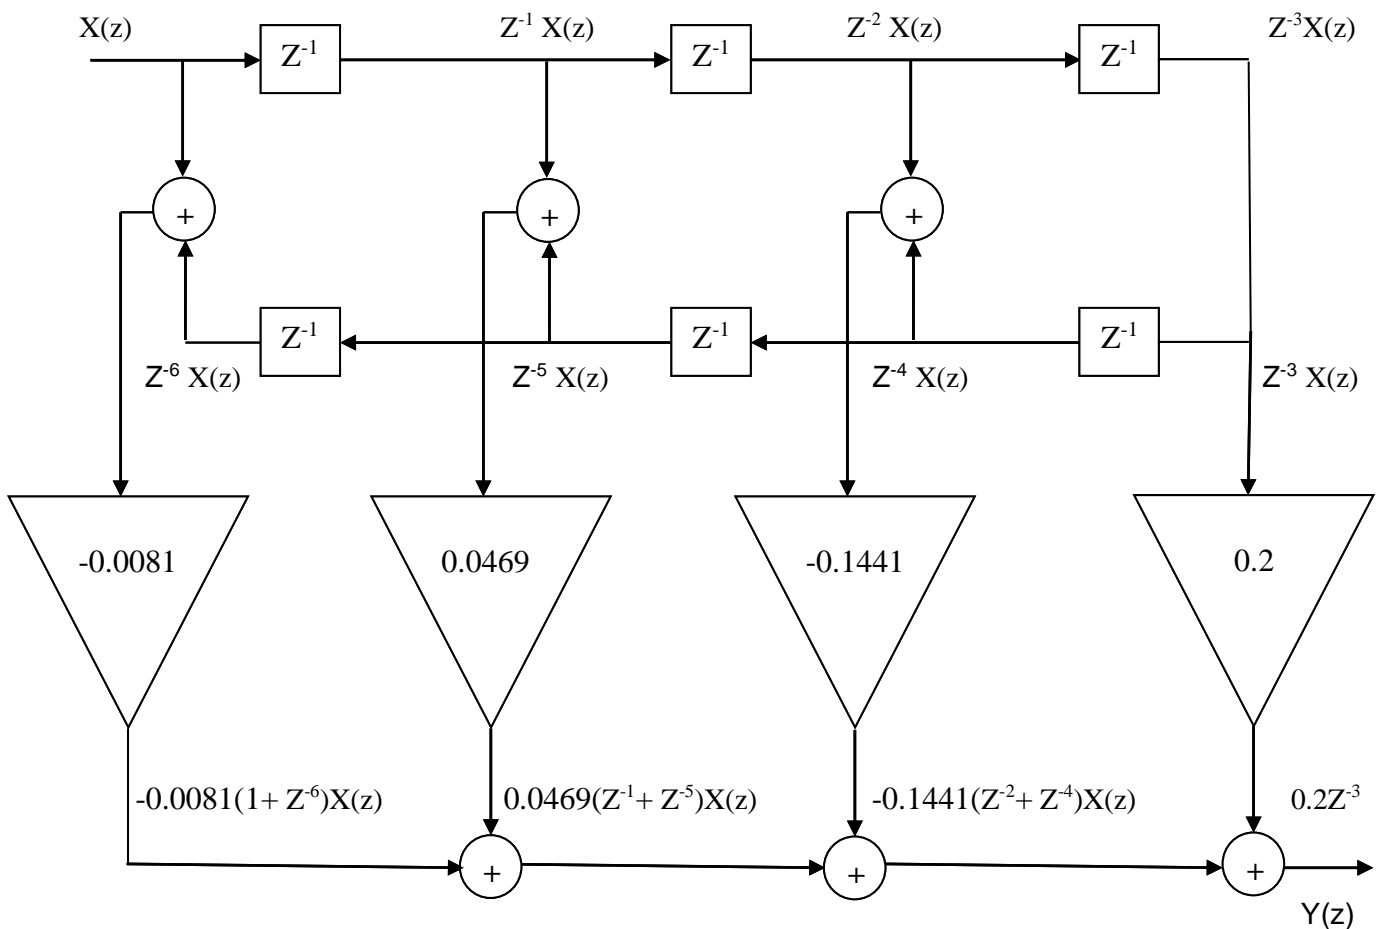 X(z) Z⁻¹ X(z) Z⁻² X(z) Z⁻³X(z)
Z⁻¹ Z⁻¹ Z⁻¹
+ + +
Z⁻¹ Z⁻¹ Z⁻¹
Z⁻⁶ X(z) Z⁻⁵ X(z) Z⁻⁴ X(z) Z⁻³ X(z)
-0.0081 0.0469 -0.1441 0.2
-0.0081(1+ Z⁻⁶)X(z) 0.0469(Z⁻¹+ Z⁻⁵)X(z) -0.1441(Z⁻²+ Z⁻⁴)X(z) 0.2Z⁻³
+ + +
Y(z)